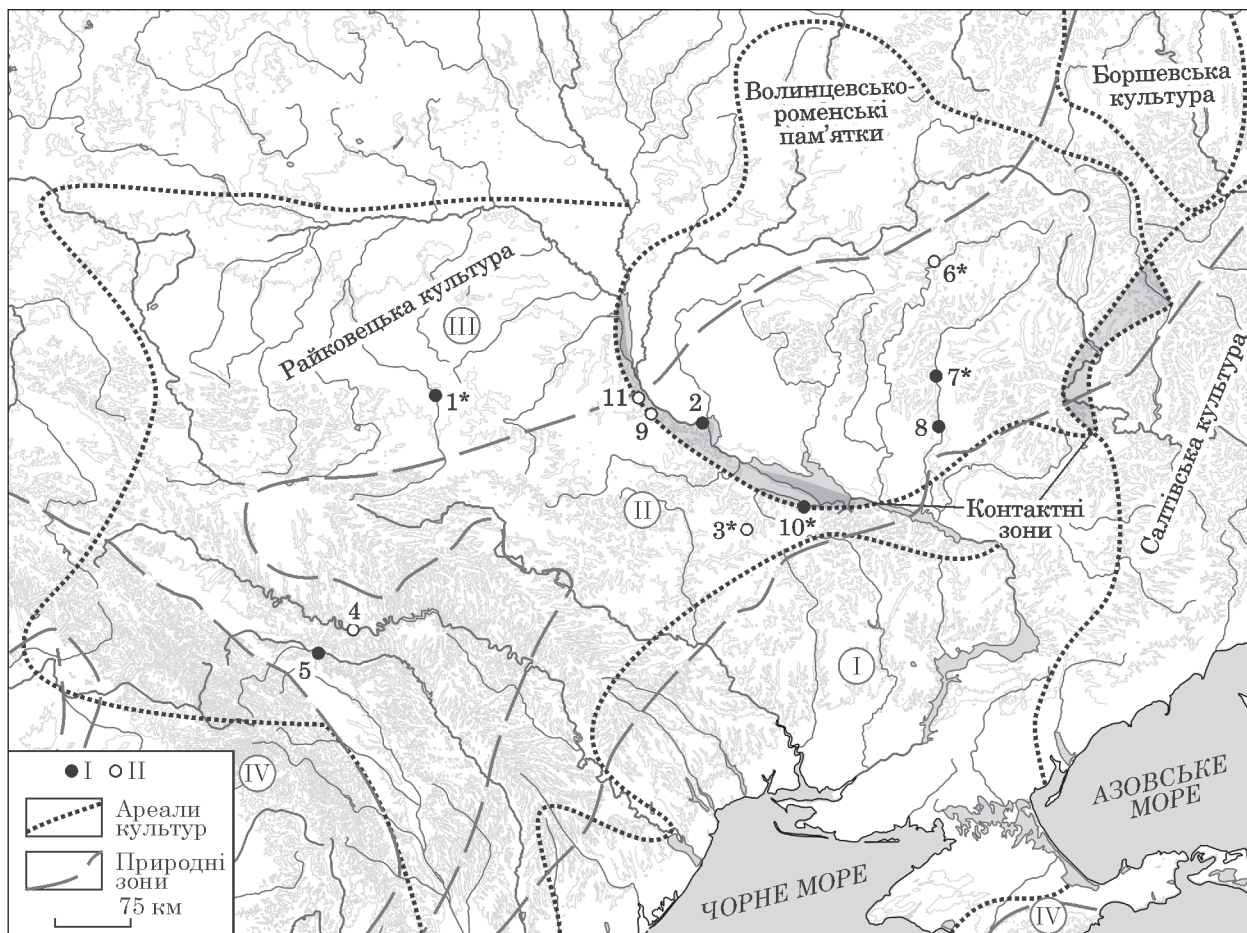 Волинцевсько-
роменські
пам’ятки
Боршевська
культура
Райковецька культура
III
6*
1*
11*
9
2
7*
8
Салтівська культура
II
3*
10*
Контактні
зони
4
5
I
IV
I II
Ареали
культур
Природні
зони
75 км
АЗОВСЬКЕ
МОРЕ
ЧОРНЕ МОРЕ
IV